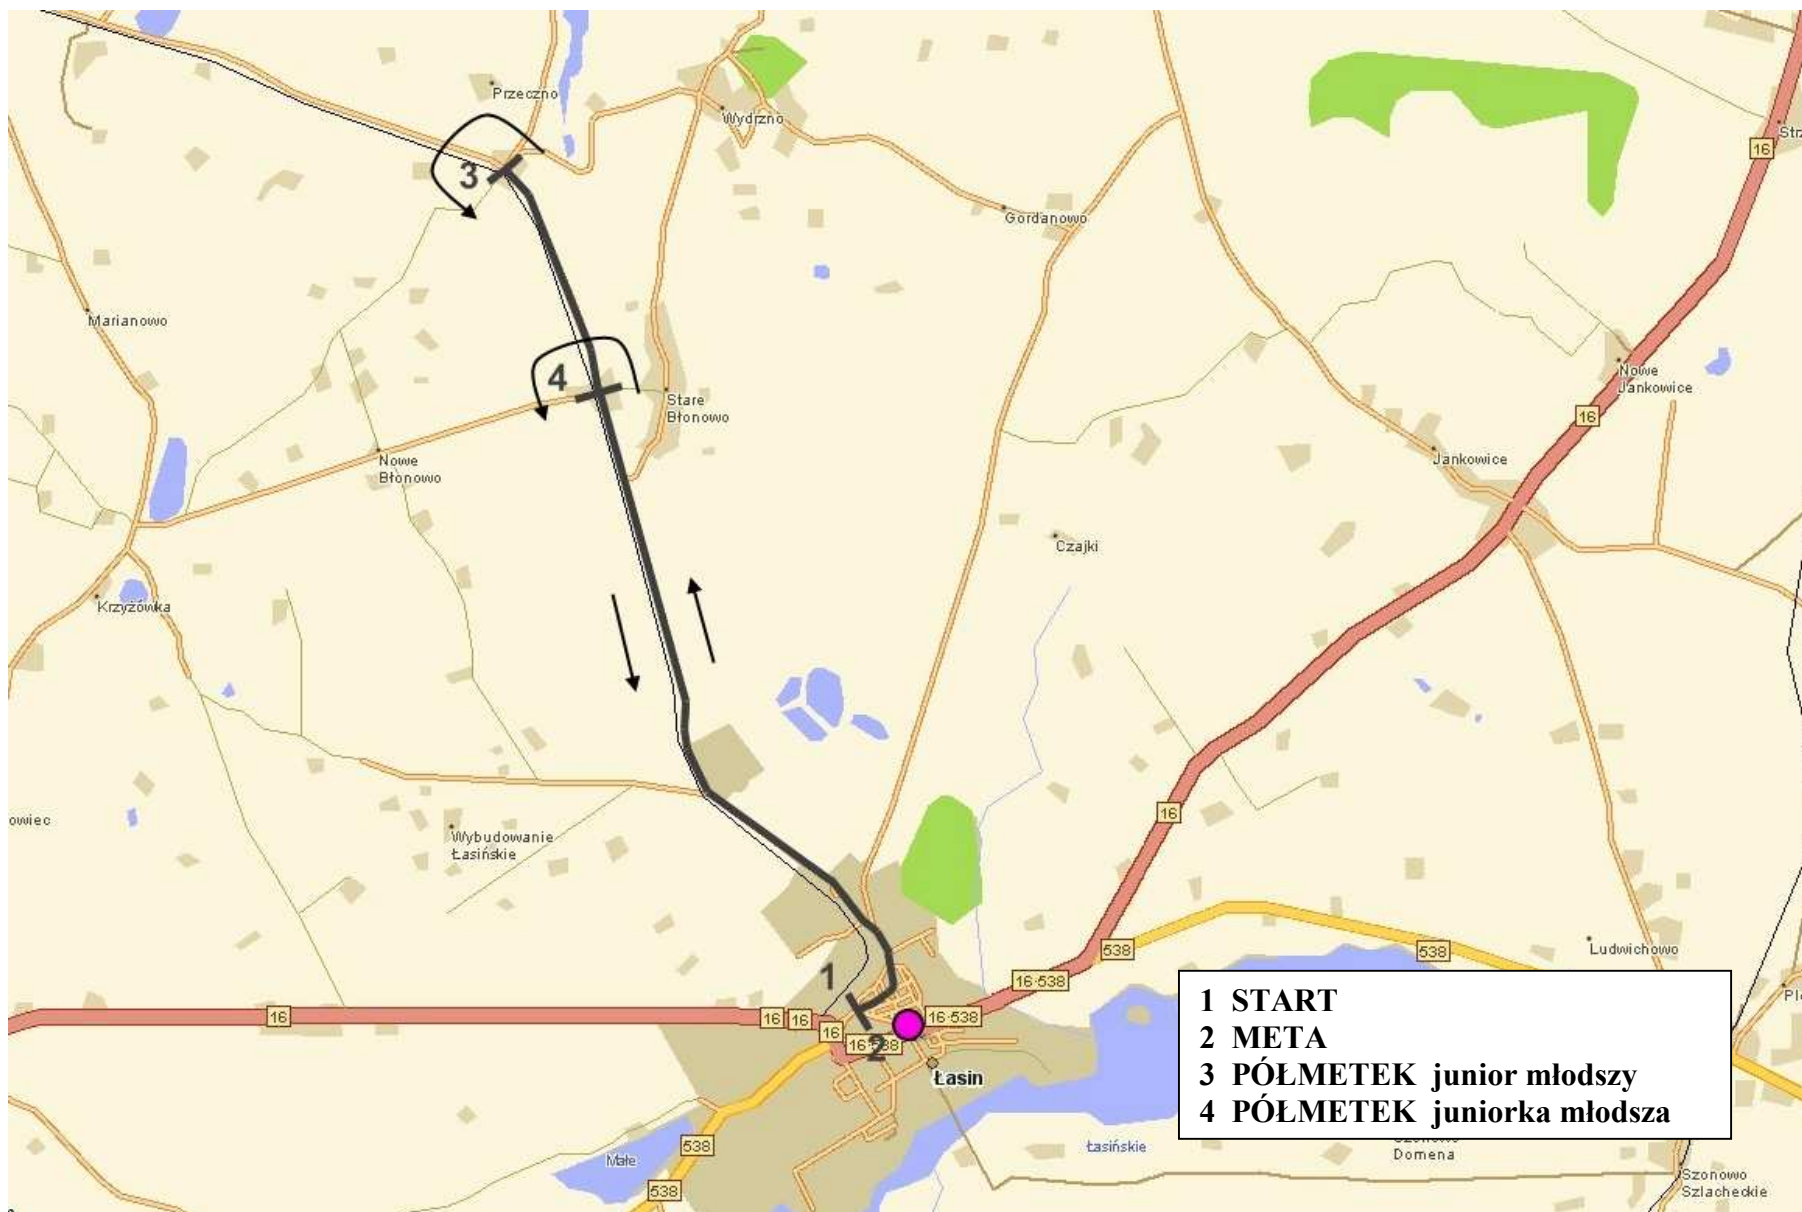 Przeczno
Wydrzno
16
Strz
3
Gordanowo
Marianowo
4
Nowe
Jankowice
16
Stare
Błonowo
Nowe
Błonowo
Jankowice
Czajki
Krzyżówka
owiec
16
Wybudowanie
Łasińskie
538
538
Ludwichowo
1
16·538
16
16
16
16
16·538
16·538
2
Łasin
1 START
2 META
3 PÓŁMETEK junior młodszy
4 PÓŁMETEK juniorka młodsza
538
Małe
Łasińskie
Domena
538
Szonowo
Szlacheckie